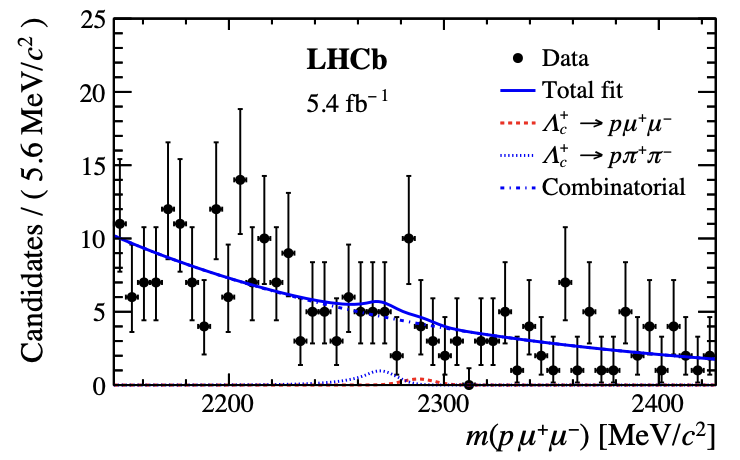 25
20
15
10
5
0
Candidates / ( 5.6 MeV/c²)
LHCb
5.4 fb⁻¹
Data
Total fit
Λc⁺ → pμ⁺μ⁻
Λc⁺ → pπ⁺π⁻
Combinatorial
2200 2300 2400
m(pμ⁺μ⁻) [MeV/c²]